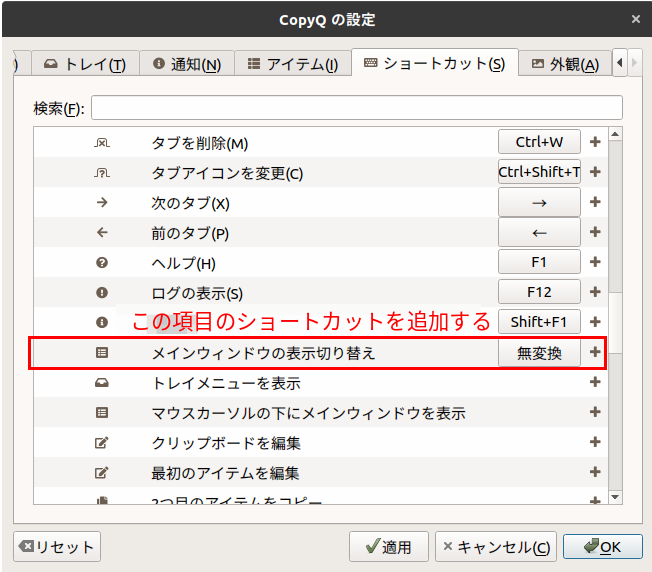 CopyQ の設定
)
トレイ(T)
通知(N)
アイテム(I)
ショートカット(S)
外観(A)
検索(F):
タブを削除(M) Ctrl+W
タブアイコンを変更(C) Ctrl+Shift+T
次のタブ(X) →
前のタブ(P) ←
ヘルプ(H) F1
ログの表示(S) F12
この項目のショートカットを追加する Shift+F1
メインウィンドウの表示切り替え 無変換
トレイメニューを表示
マウスカーソルの下にメインウィンドウを表示
クリップボードを編集
最初のアイテムを編集
2つ目のアイテムをコピー
リセット
適用
キャンセル(C)
OK